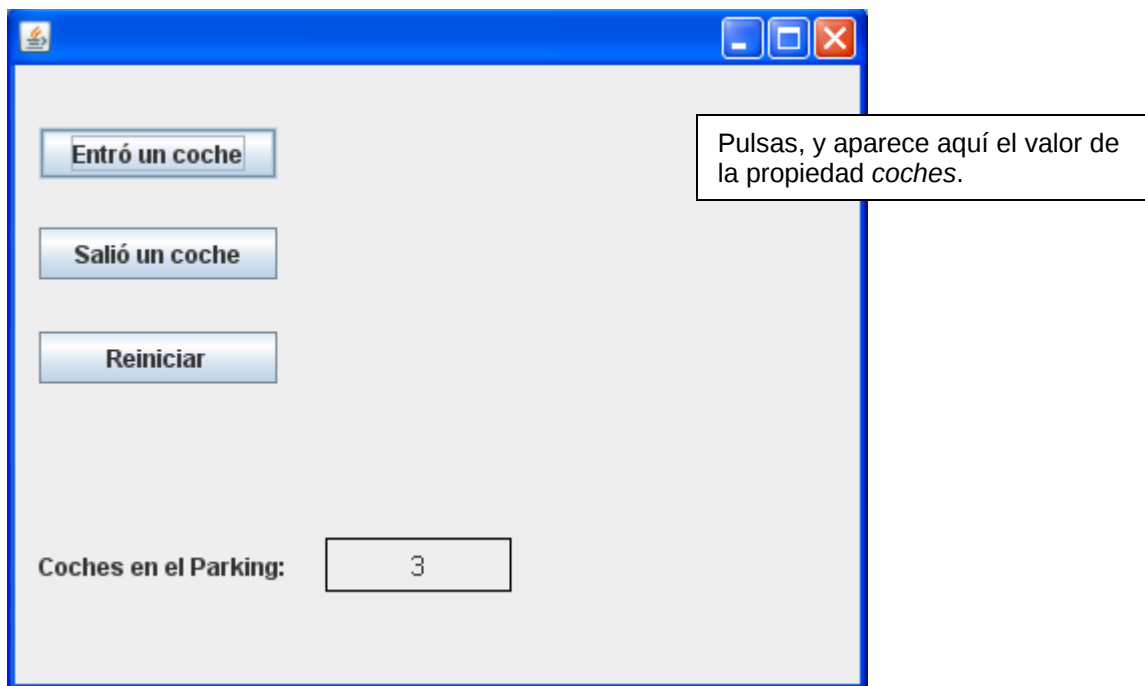 Entró un coche
Pulsas, y aparece aquí el valor de
la propiedad coches.
Salió un coche
Reiniciar
Coches en el Parking:
3